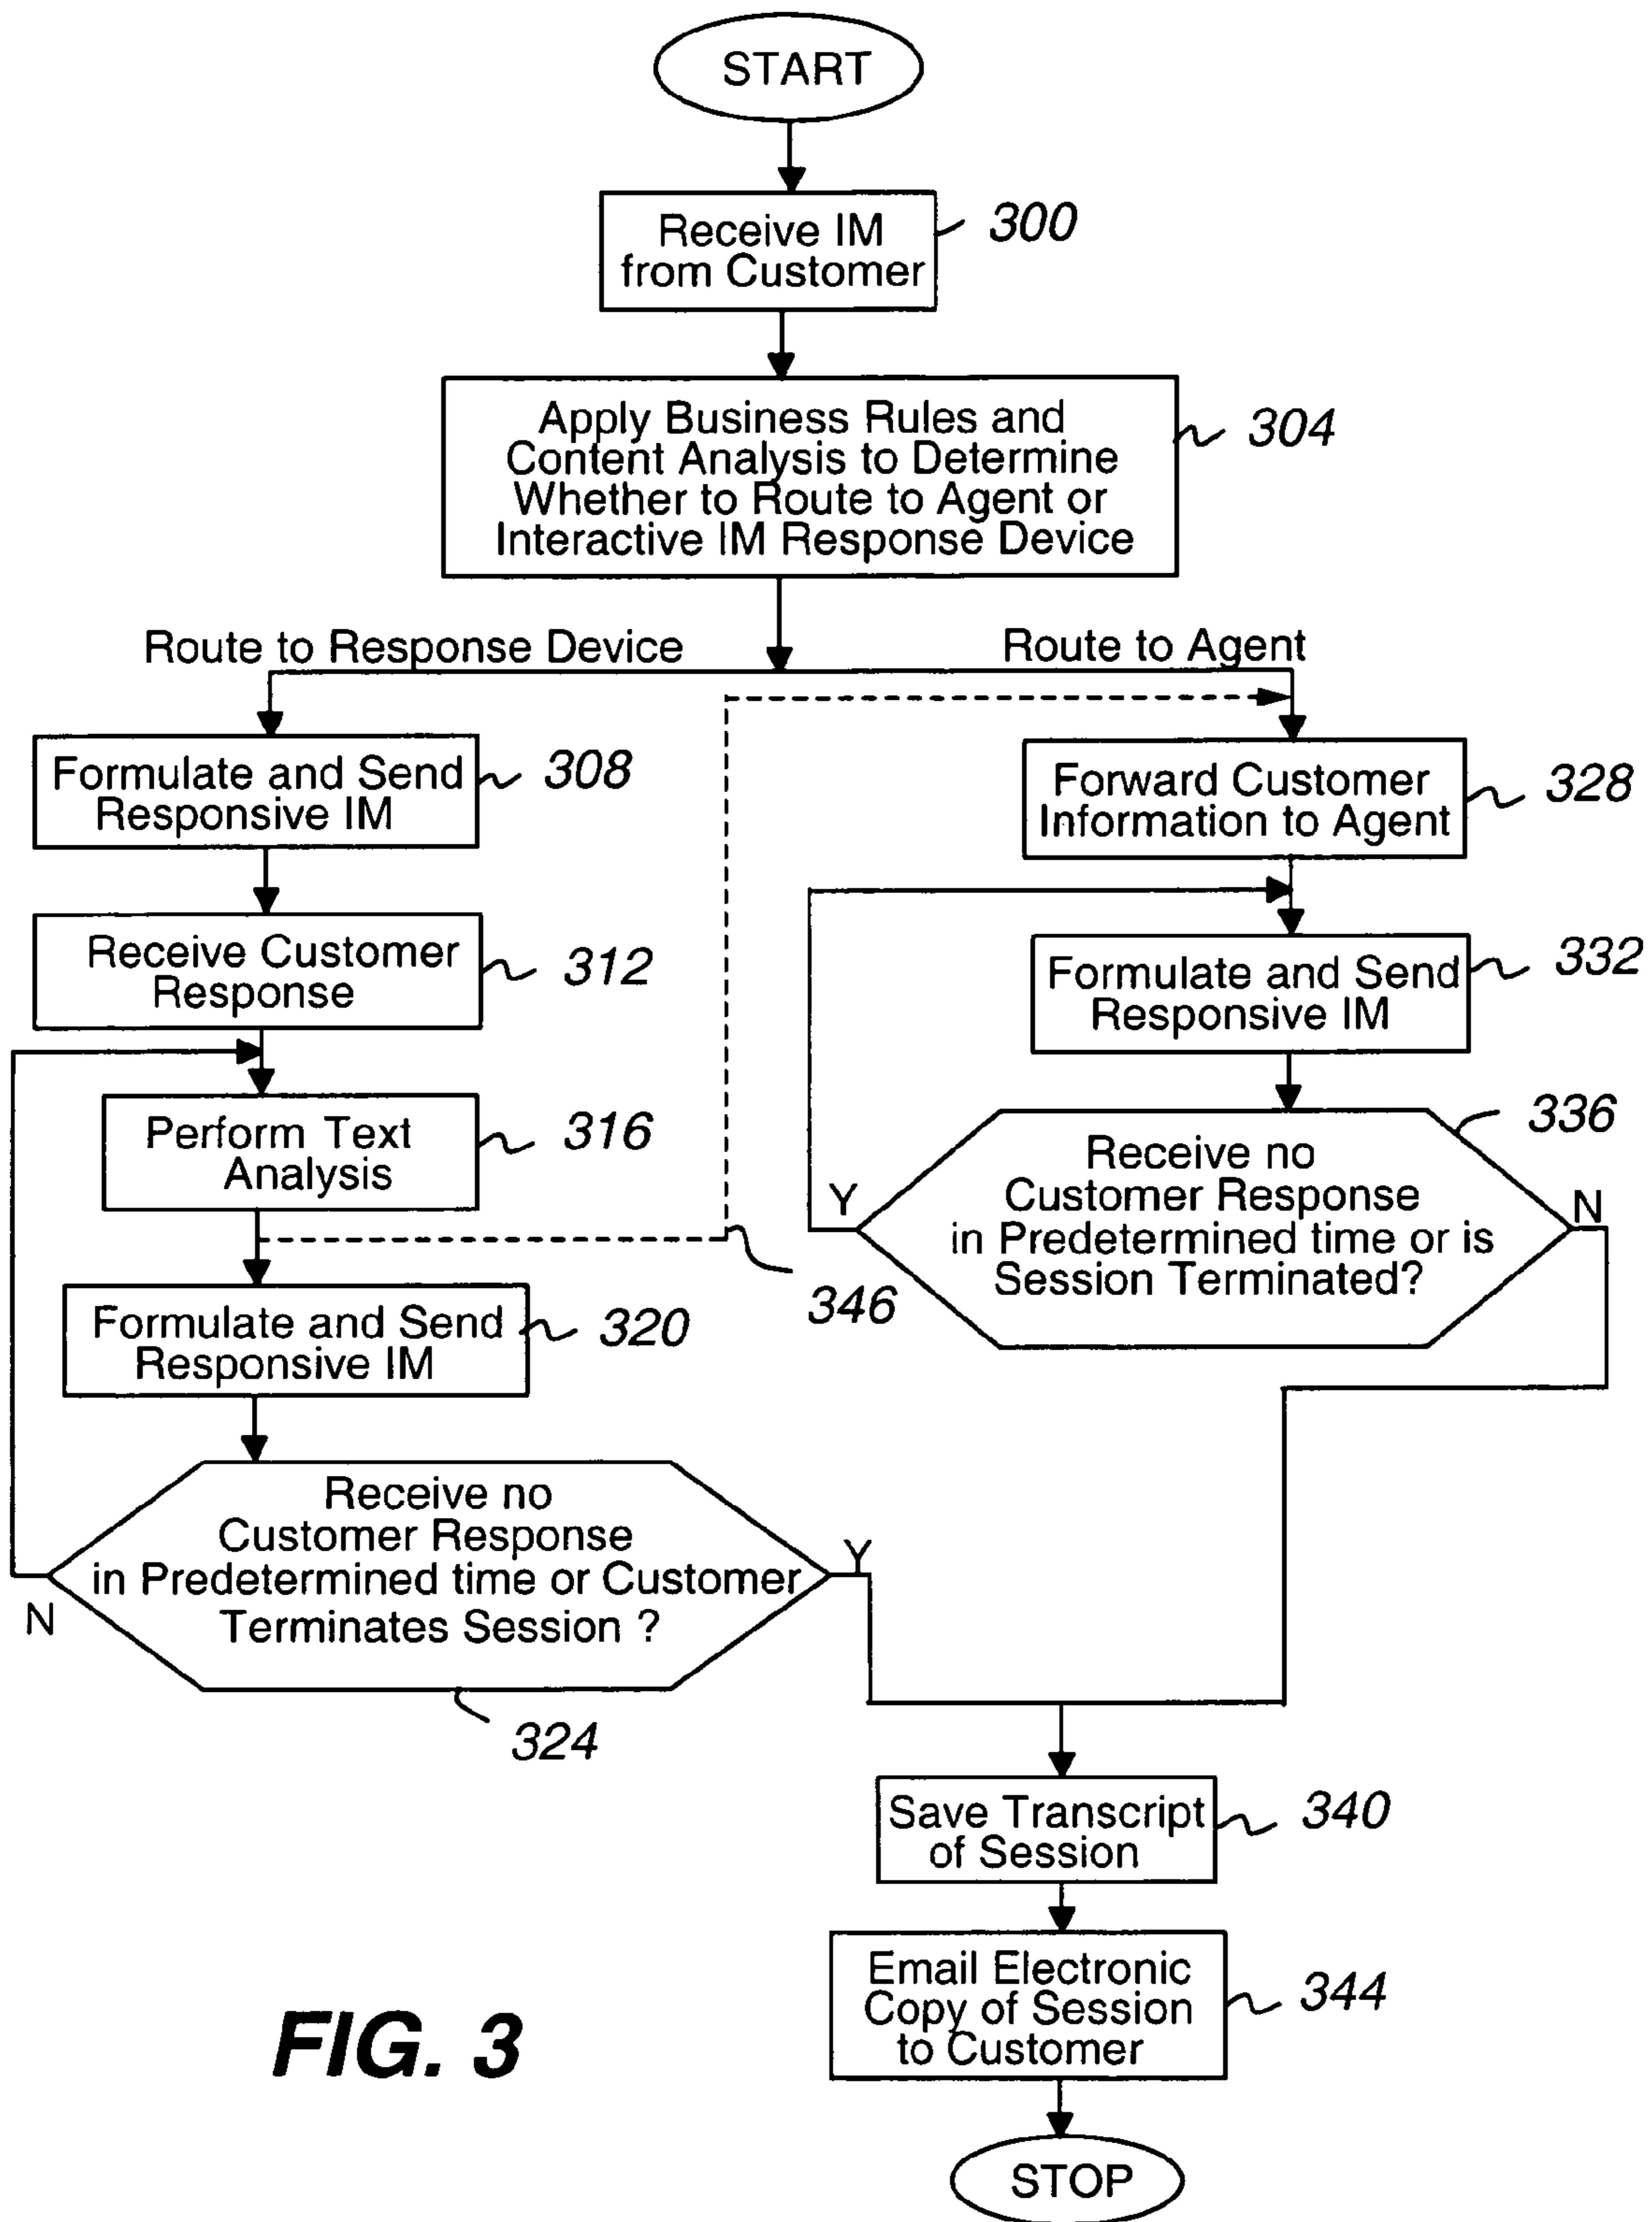 START
Receive IM
from Customer
300
Apply Business Rules and
Content Analysis to Determine
Whether to Route to Agent or
Interactive IM Response Device
304
Route to Response Device
Route to Agent
Formulate and Send
Responsive IM
308
Forward Customer
Information to Agent
328
Receive Customer
Response
312
Formulate and Send
Responsive IM
332
Perform Text
Analysis
316
Receive no
Customer Response
in Predetermined time or is
Session Terminated?
336
Y
N
346
Formulate and Send
Responsive IM
320
Receive no
Customer Response
in Predetermined time or Customer
Terminates Session ?
Y
N
324
Save Transcript
of Session
340
Email Electronic
Copy of Session
to Customer
344
FIG. 3
STOP